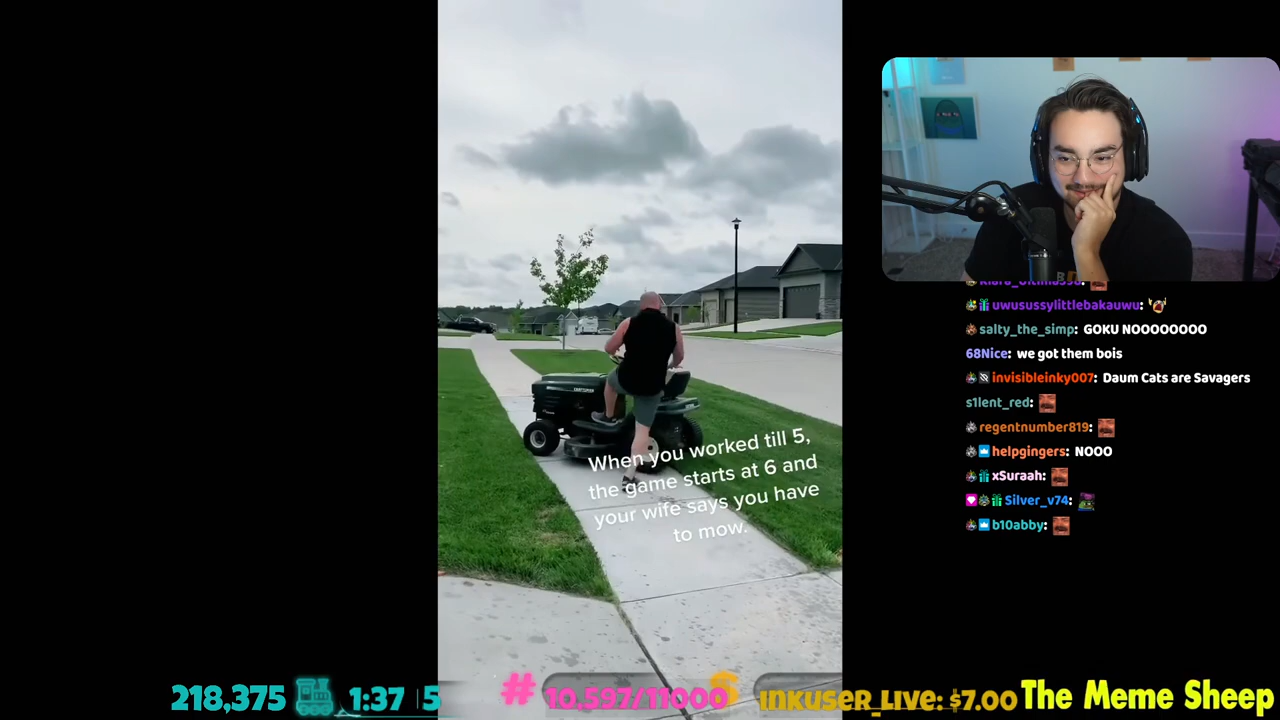 CRAFTSMAN
When you worked till 5,
the game starts at 6 and
your wife says you have
to mow.
uwusussylittlebakauwu:
salty_the_simp: GOKU NOOOOOOOO
68Nice: we got them bois
invisibleinky007: Daum Cats are Savagers
s1lent_red:
regentnumber819:
helpgingers: NOOO
xSuraah:
Silver_v74:
b10abby:
218,375 1:37 5
# 10,597/11000
INKUSER_LIVE: $7.00
The Meme Sheep